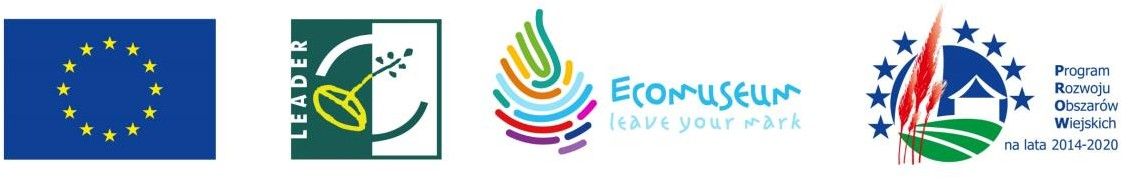 LEADER
ECOMUSEUM
leave your mark
Program
Rozwoju
Obszarów
Wiejskich
na lata 2014-2020